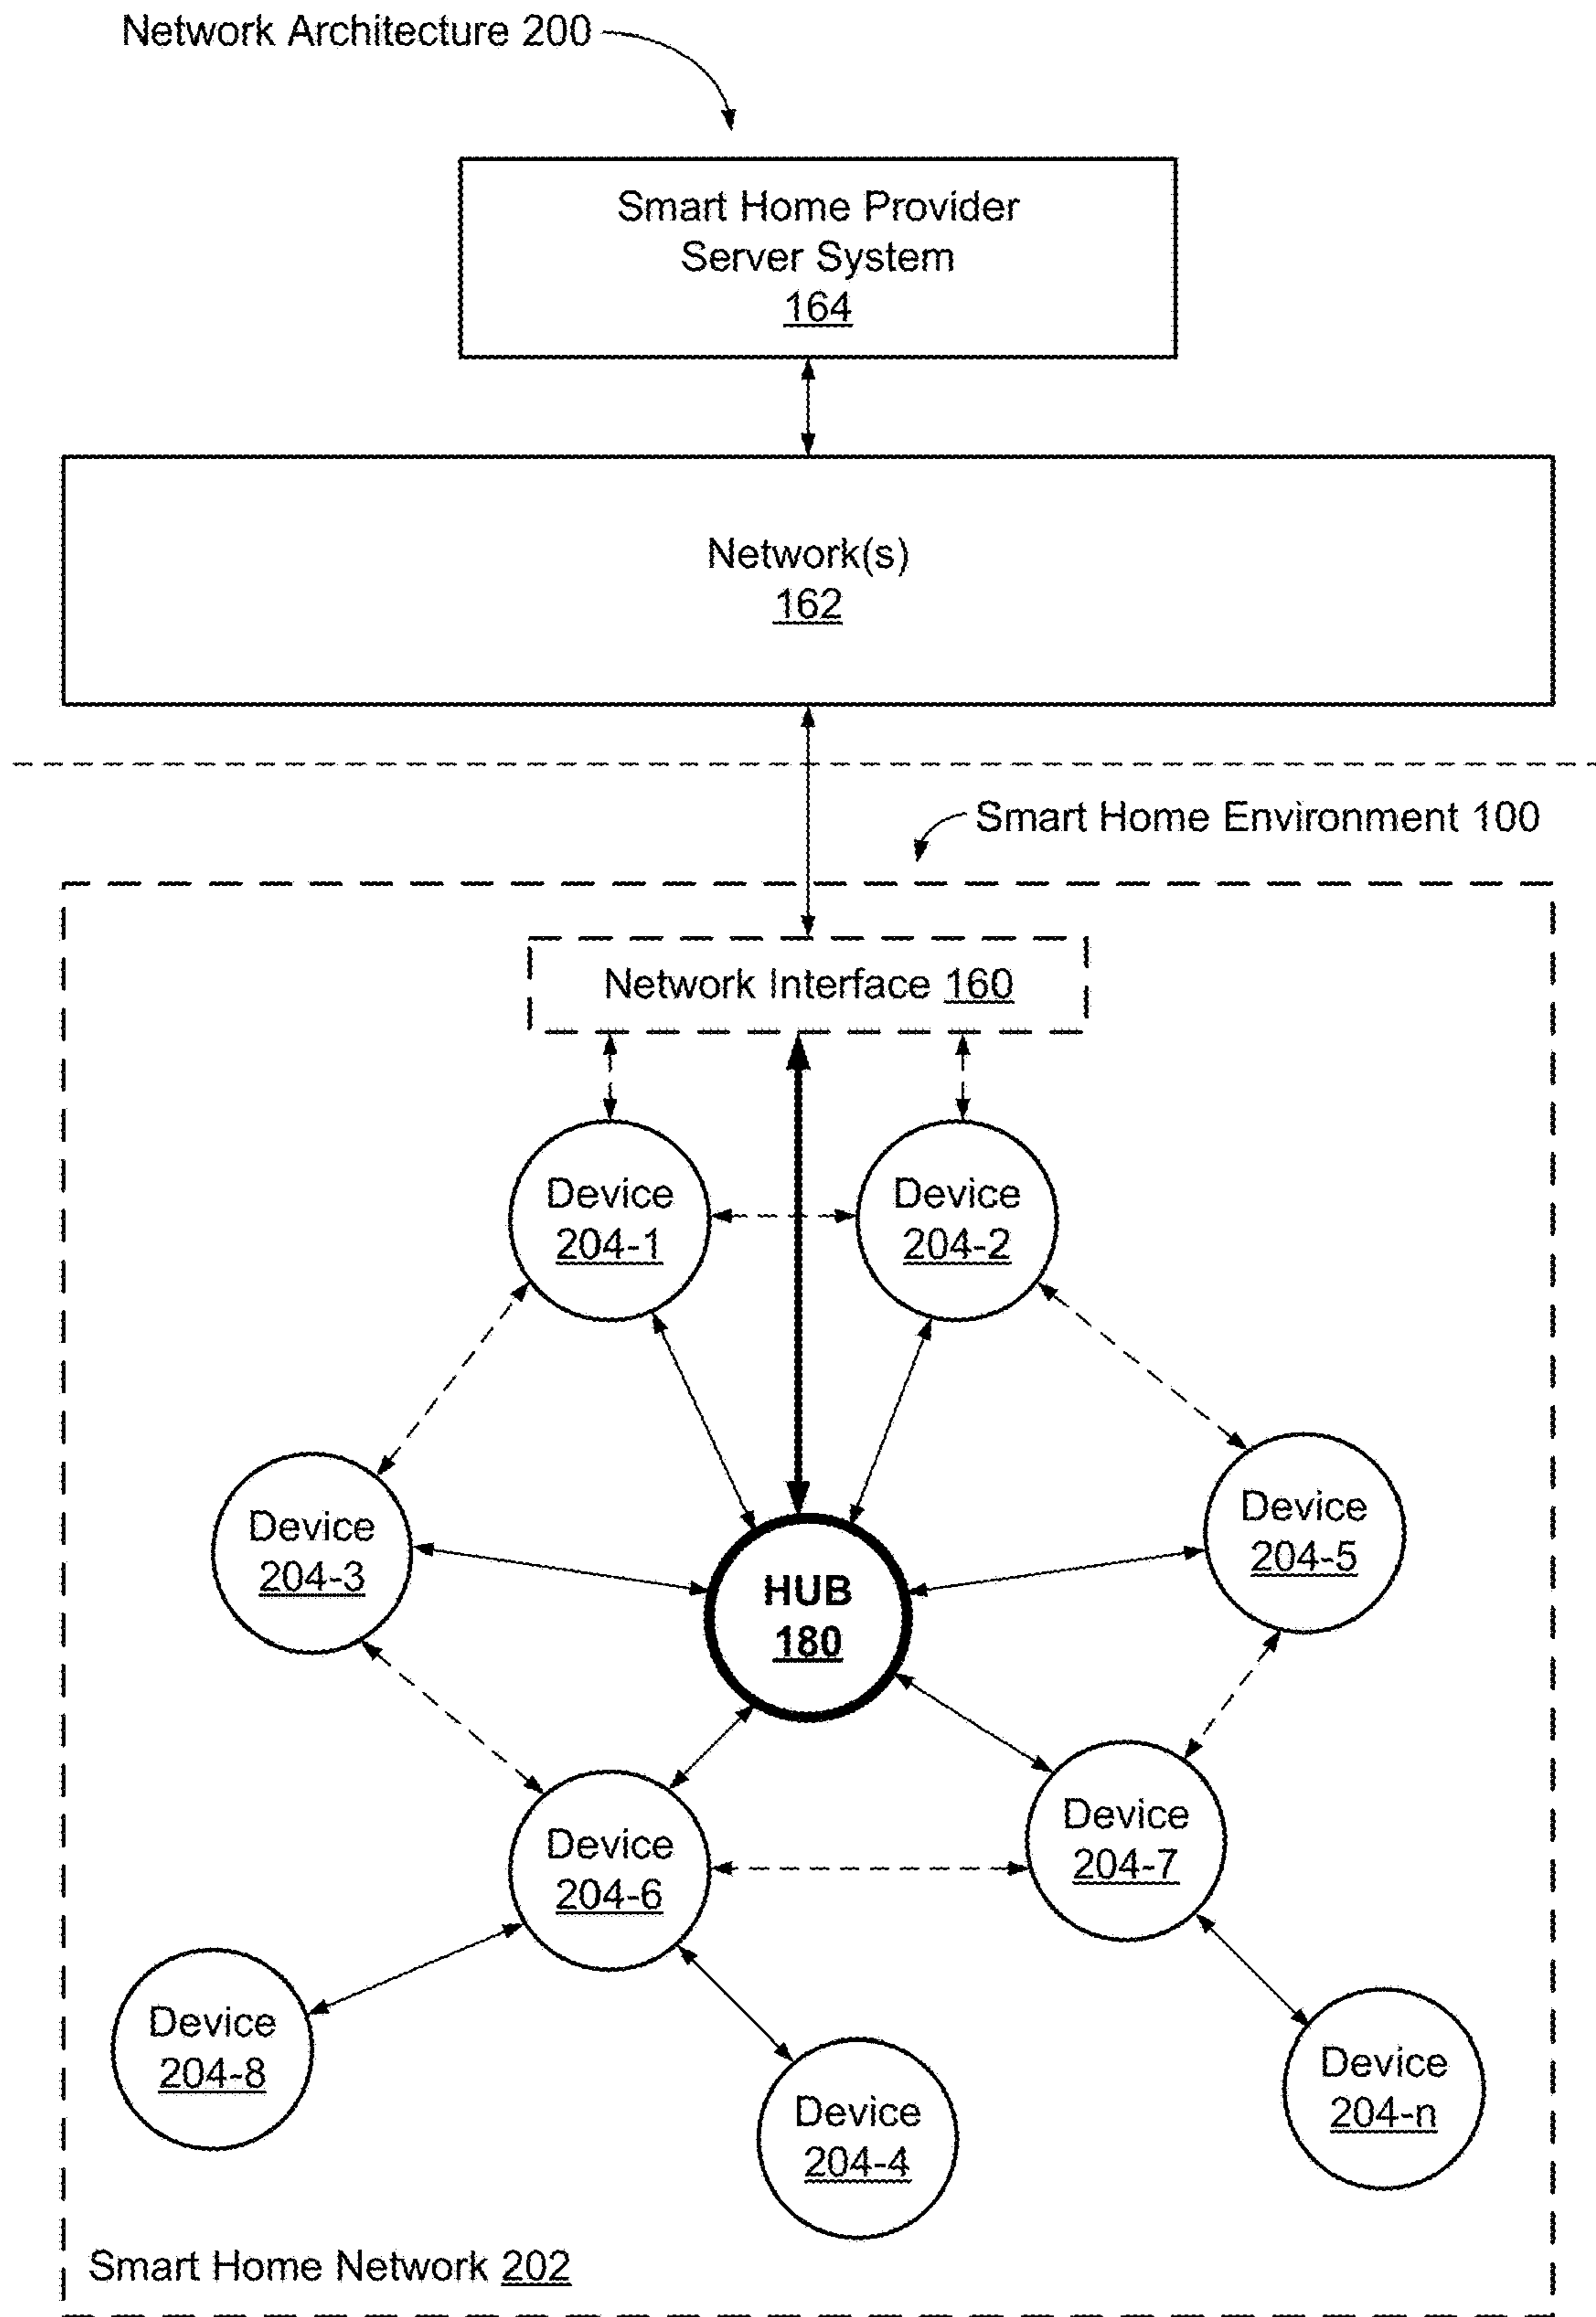 Network Architecture 200
Smart Home Provider
Server System
164
Network(s)
162
Smart Home Environment 100
Network Interface 160
Device
204-1
Device
204-2
Device
204-3
Device
204-5
HUB
180
Device
204-6
Device
204-7
Device
204-8
Device
204-4
Device
204-n
Smart Home Network 202